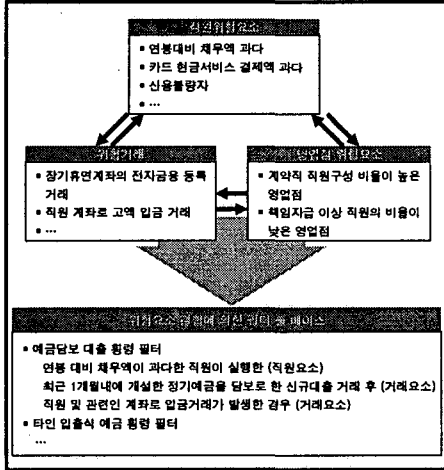 직원위험요소
▪ 연봉대비 채무액 과다
▪ 카드 현금서비스 결제액 과다
▪ 신용불량자
▪ …
위험거래
▪ 장기휴면계좌의 전자금융 등록
거래
▪ 직원 계좌로 고액 입금 거래
▪ …
영업점 위험요소
▪ 계약직 직원구성 비율이 높은
영업점
▪ 책임자급 이상 직원의 비율이
낮은 영업점
위험요소 결합에 의한 필터 룰 베이스
▪ 예금담보 대출 횡령 필터
연봉 대비 채무액이 과다한 직원이 실행한 (직원요소)
최근 1개월내에 개설한 정기예금을 담보로 한 신규대출 거래 후 (거래요소)
직원 및 관련인 계좌로 입금거래가 발생한 경우 (거래요소)
▪ 타인 입출식 예금 횡령 필터
…